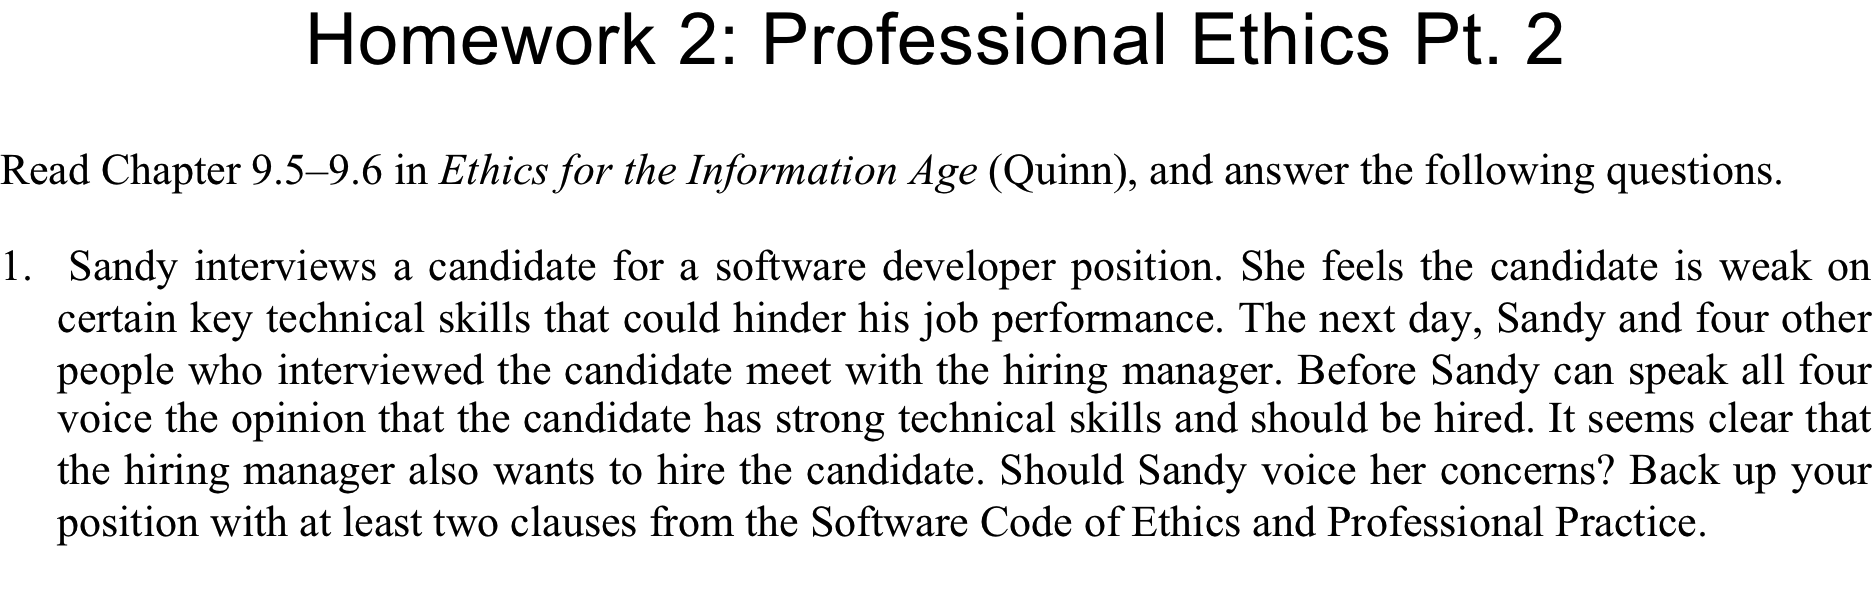 Homework 2: Professional Ethics Pt. 2
Read Chapter 9.5–9.6 in Ethics for the Information Age (Quinn), and answer the following questions.
1. Sandy interviews a candidate for a software developer position. She feels the candidate is weak on
certain key technical skills that could hinder his job performance. The next day, Sandy and four other
people who interviewed the candidate meet with the hiring manager. Before Sandy can speak all four
voice the opinion that the candidate has strong technical skills and should be hired. It seems clear that
the hiring manager also wants to hire the candidate. Should Sandy voice her concerns? Back up your
position with at least two clauses from the Software Code of Ethics and Professional Practice.